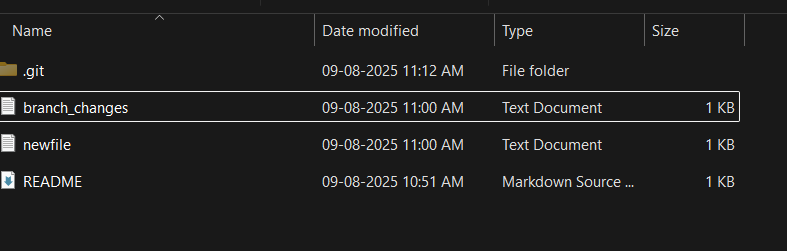 Name Date modified Type Size
.git 09-08-2025 11:12 AM File folder
branch_changes 09-08-2025 11:00 AM Text Document 1 KB
newfile 09-08-2025 11:00 AM Text Document 1 KB
README 09-08-2025 10:51 AM Markdown Source ... 1 KB